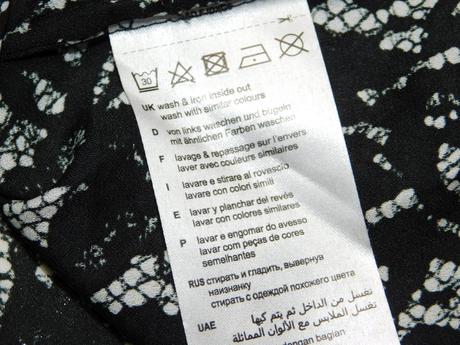 30
UK wash & iron inside out
wash with similar colours
D von links waschen und bügeln
mit ähnlichen Farben waschen
F lavage & repassage sur l'envers
laver avec couleurs similaires
I lavare e stirare al rovescio
lavare con colori simili
E lavar y planchar del revés
lavar con colores similares
P lavar e engomar do avesso
lavar com peças de cores
semelhantes
RUS стирать и гладить, вывернув
наизнанку
стирать с одеждой похожего цвета
UAE تغسل من الداخل ثم يتم كيها
تغسل الملابس مع الألوان المماثلة
dengan bagian